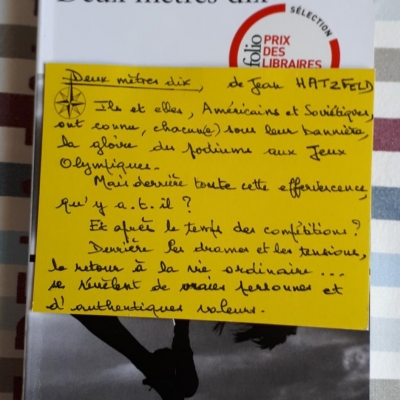 Deux mètres dix
SÉLECTION
folio
PRIX
DES
LIBRAIRES
Deux mètres dix, de Jean HATZFELD
Ils et elles, Américains et Soviétiques,
ont connu, chacun(e) sous leur bannière,
la gloire des podiums aux Jeux
Olympiques.
Mais derrière toute cette effervescence,
qu'y a.t.il ?
Et après le temps des compétitions ?
Derrière les drames et les tensions,
le retour à la vie ordinaire...
se révèlent de vraies personnes et
d'authentiques valeurs.